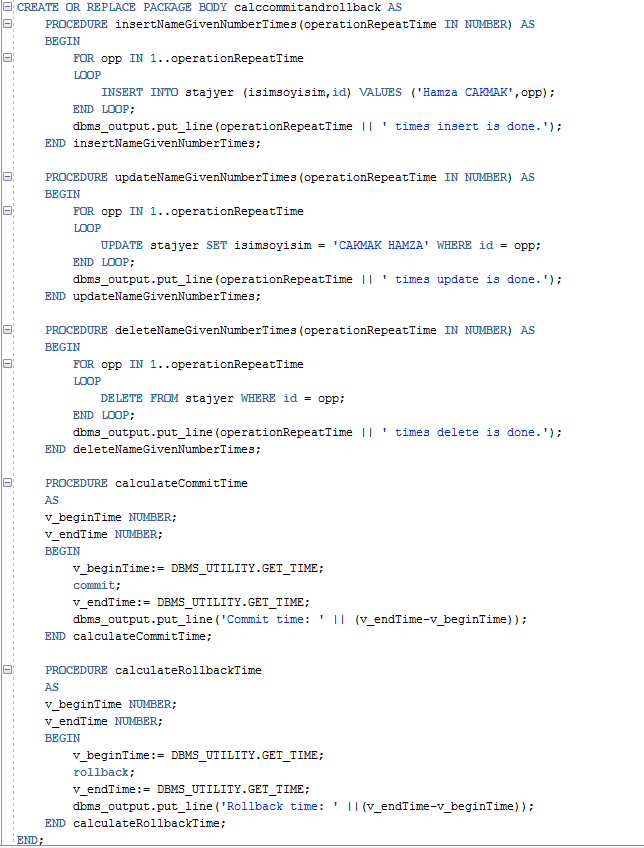 CREATE OR REPLACE PACKAGE BODY calccommitandrollback AS
    PROCEDURE insertNameGivenNumberTimes(operationRepeatTime IN NUMBER) AS
    BEGIN
        FOR opp IN 1..operationRepeatTime
        LOOP
            INSERT INTO stajyer (isimsoyisim,id) VALUES ('Hamza CAKMAK',opp);
        END LOOP;
        dbms_output.put_line(operationRepeatTime || ' times insert is done.');
    END insertNameGivenNumberTimes;

    PROCEDURE updateNameGivenNumberTimes(operationRepeatTime IN NUMBER) AS
    BEGIN
        FOR opp IN 1..operationRepeatTime
        LOOP
            UPDATE stajyer SET isimsoyisim = 'CAKMAK HAMZA' WHERE id = opp;
        END LOOP;
        dbms_output.put_line(operationRepeatTime || ' times update is done.');
    END updateNameGivenNumberTimes;

    PROCEDURE deleteNameGivenNumberTimes(operationRepeatTime IN NUMBER) AS
    BEGIN
        FOR opp IN 1..operationRepeatTime
        LOOP
            DELETE FROM stajyer WHERE id = opp;
        END LOOP;
        dbms_output.put_line(operationRepeatTime || ' times delete is done.');
    END deleteNameGivenNumberTimes;

    PROCEDURE calculateCommitTime
    AS
    v_beginTime NUMBER;
    v_endTime NUMBER;
    BEGIN
        v_beginTime:= DBMS_UTILITY.GET_TIME;
        commit;
        v_endTime:= DBMS_UTILITY.GET_TIME;
        dbms_output.put_line('Commit time: ' || (v_endTime-v_beginTime));
    END calculateCommitTime;

    PROCEDURE calculateRollbackTime
    AS
    v_beginTime NUMBER;
    v_endTime NUMBER;
    BEGIN
        v_beginTime:= DBMS_UTILITY.GET_TIME;
        rollback;
        v_endTime:= DBMS_UTILITY.GET_TIME;
        dbms_output.put_line('Rollback time: ' ||(v_endTime-v_beginTime));
    END calculateRollbackTime;
END;